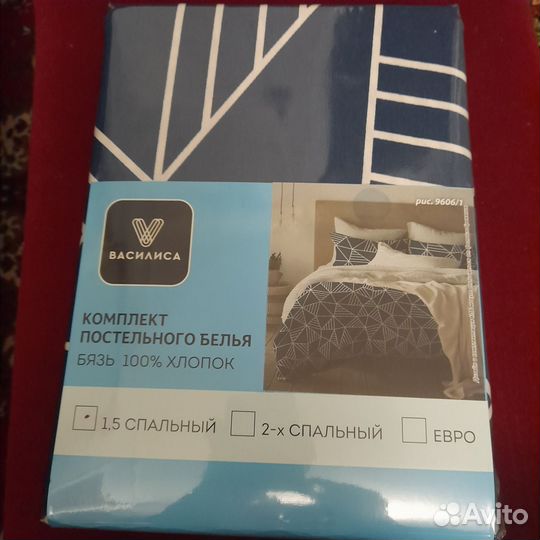 рис. 9606/1
ВАСИЛИСА
КОМПЛЕКТ
ПОСТЕЛЬНОГО БЕЛЬЯ
БЯЗЬ 100% ХЛОПОК
1,5 СПАЛЬНЫЙ
2-х СПАЛЬНЫЙ
ЕВРО
Avito